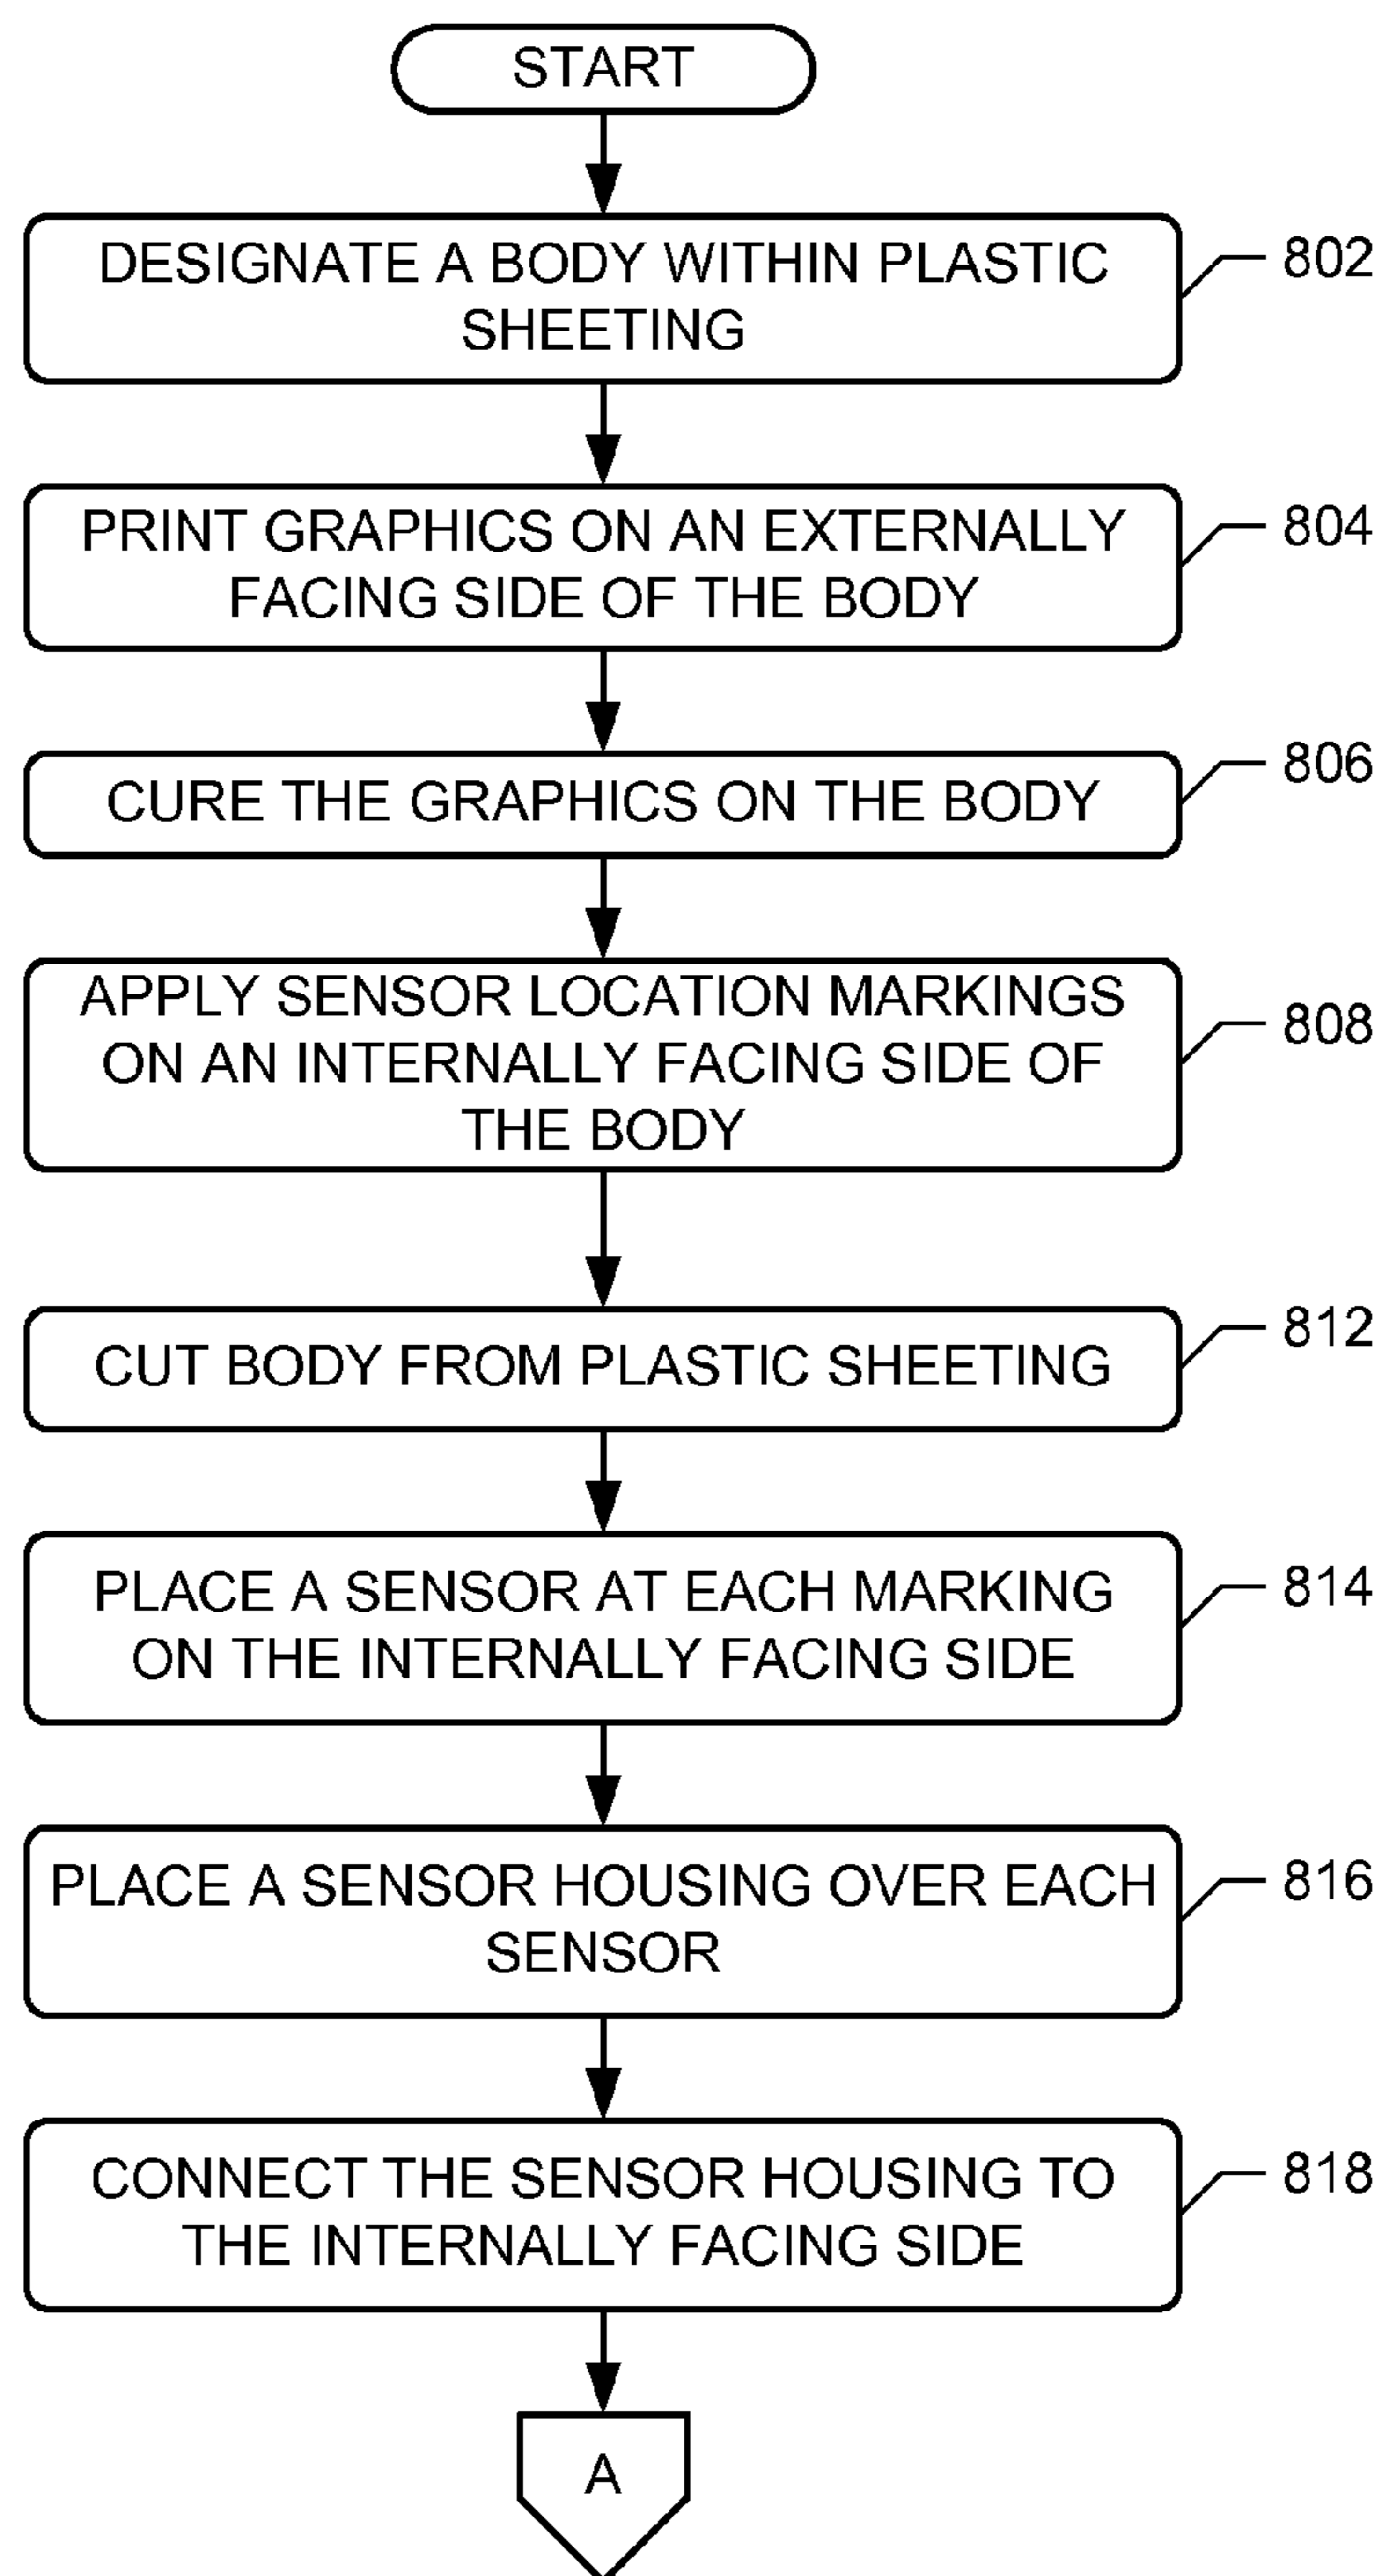 START
DESIGNATE A BODY WITHIN PLASTIC
SHEETING
802
PRINT GRAPHICS ON AN EXTERNALLY
FACING SIDE OF THE BODY
804
CURE THE GRAPHICS ON THE BODY
806
APPLY SENSOR LOCATION MARKINGS
ON AN INTERNALLY FACING SIDE OF
THE BODY
808
CUT BODY FROM PLASTIC SHEETING
812
PLACE A SENSOR AT EACH MARKING
ON THE INTERNALLY FACING SIDE
814
PLACE A SENSOR HOUSING OVER EACH
SENSOR
816
CONNECT THE SENSOR HOUSING TO
THE INTERNALLY FACING SIDE
818
A